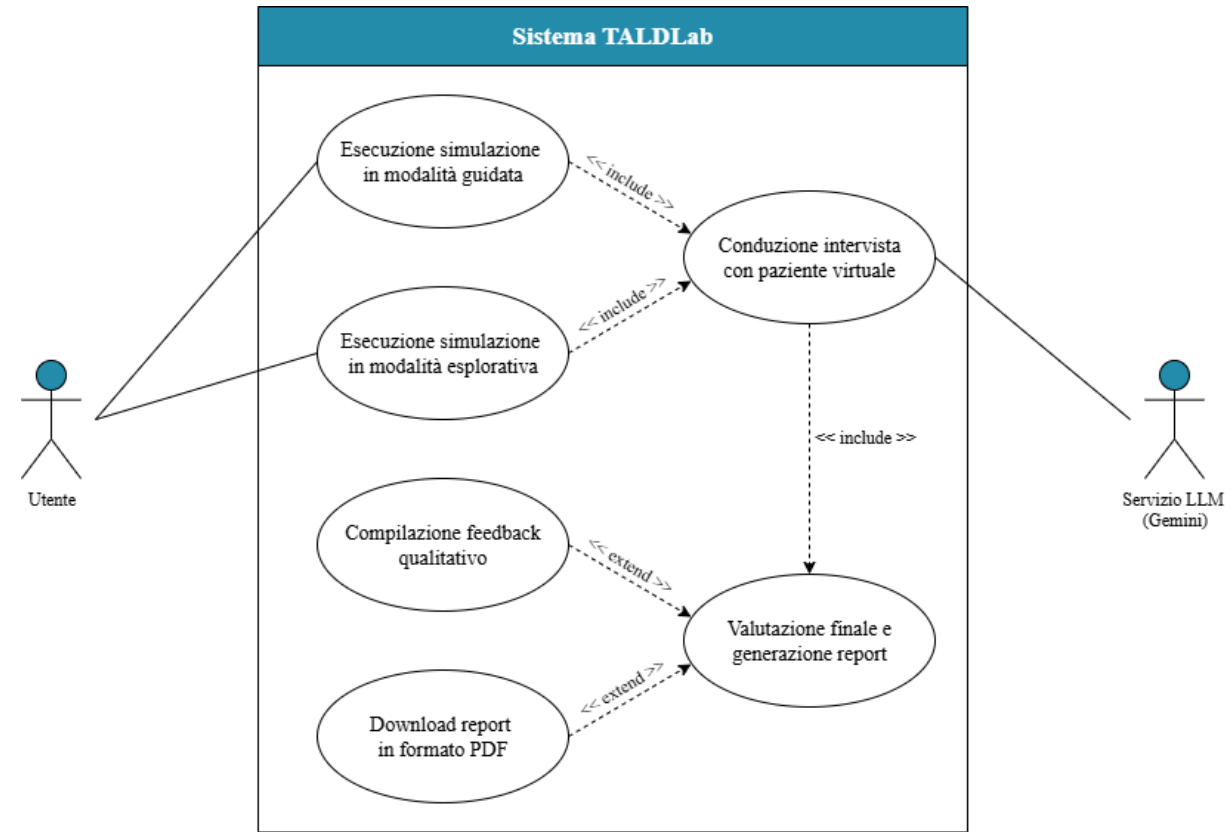 Sistema TALDLab
Esecuzione simulazione
in modalità guidata
<< include >>
Conduzione intervista
con paziente virtuale
<< include >>
Esecuzione simulazione
in modalità esplorativa
<< include >>
Utente
Servizio LLM
(Gemini)
Compilazione feedback
qualitativo
<< extend >>
Valutazione finale e
generazione report
<< extend >>
Download report
in formato PDF